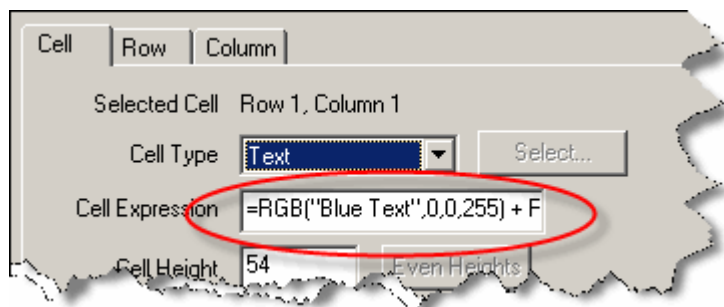 Cell Row Column
Selected Cell Row 1, Column 1
Cell Type Text Select...
Cell Expression =RGB("Blue Text",0,0,255) + F
Cell Height 54 Even Heights